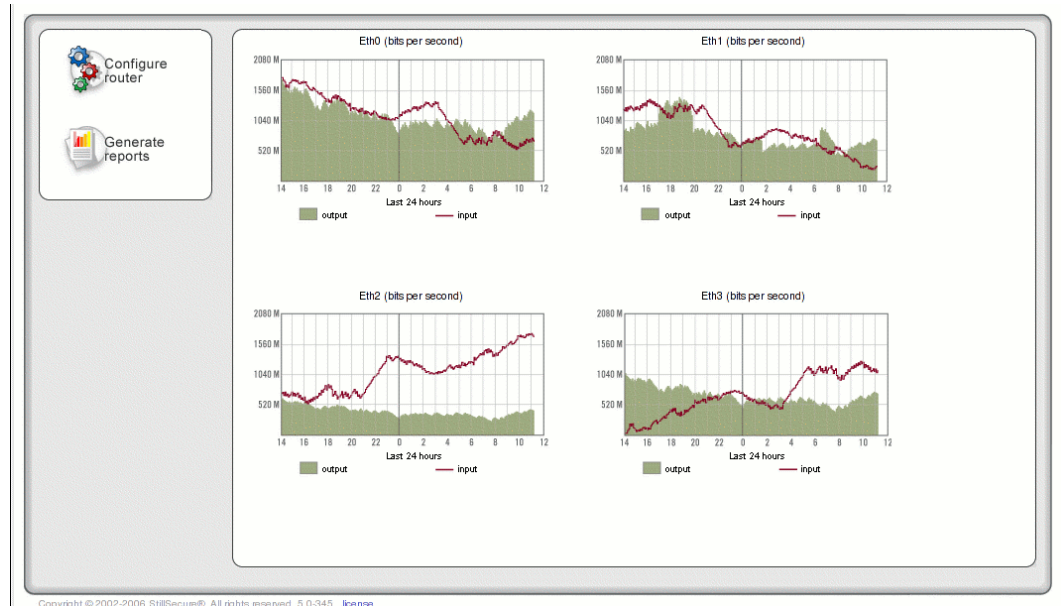 Configure
router
Generate
reports
Eth0 (bits per second)
2080 M
1560 M
1040 M
520 M
14 16 18 20 22 0 2 4 6 8 10 12
Last 24 hours
output input
Eth1 (bits per second)
2080 M
1560 M
1040 M
520 M
14 16 18 20 22 0 2 4 6 8 10 12
Last 24 hours
output input
Eth2 (bits per second)
2080 M
1560 M
1040 M
520 M
14 16 18 20 22 0 2 4 6 8 10 12
Last 24 hours
output input
Eth3 (bits per second)
2080 M
1560 M
1040 M
520 M
14 16 18 20 22 0 2 4 6 8 10 12
Last 24 hours
output input
Copyright © 2002-2006 StillSecure®. All rights reserved. 5.0-345. license